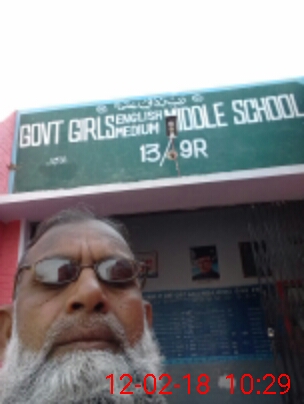 GOVT GIRLS ENGLISH MEDIUM MIDDLE SCHOOL
13/9R
12-02-18 10:29